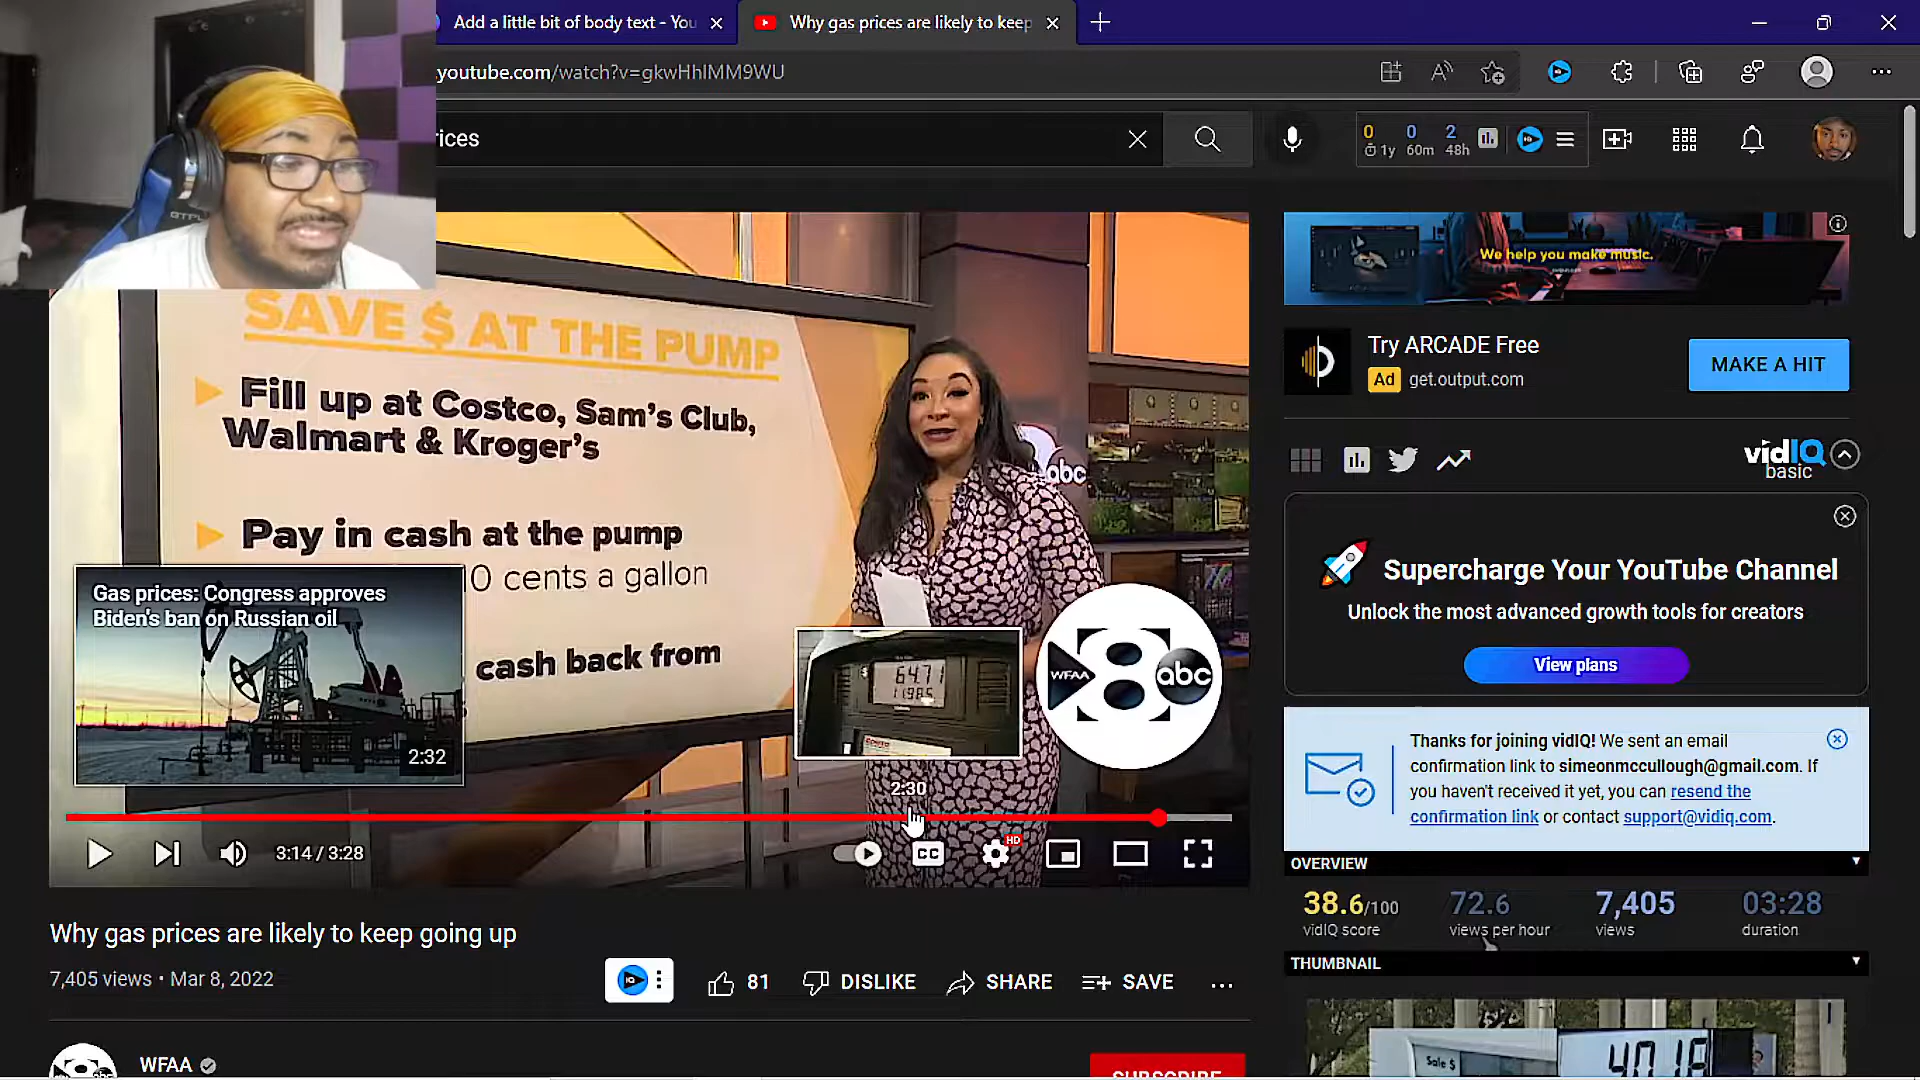 Add a little bit of body text - You
Why gas prices are likely to keep
youtube.com/watch?v=gkwHhlMM9WU
rices
0
0
2
1y
60m
48h
SAVE $ AT THE PUMP
Fill up at Costco, Sam's Club,
Walmart & Kroger's
Pay in cash at the pump
0 cents a gallon
cash back from
abc
Gas prices: Congress approves
Biden's ban on Russian oil
2:32
64.71
WFAA
8
abc
2:30
3:14 / 3:28
CC
HD
Why gas prices are likely to keep going up
7,405 views • Mar 8, 2022
81
DISLIKE
SHARE
SAVE
WFAA
SUBSCRIBE
We help you make music.
Try ARCADE Free
Ad
get.output.com
MAKE A HIT
vidIQ
basic
Supercharge Your YouTube Channel
Unlock the most advanced growth tools for creators
View plans
Thanks for joining vidIQ! We sent an email
confirmation link to simeonmccullough@gmail.com. If
you haven't received it yet, you can resend the
confirmation link or contact support@vidiq.com.
OVERVIEW
38.6/100
72.6
7,405
03:28
vidIQ score
views per hour
views
duration
THUMBNAIL
Sale $